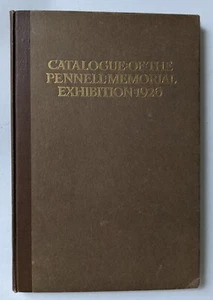 CATALOGUE·OF·THE
PENNELL·MEMORIAL
EXHIBITION·1926